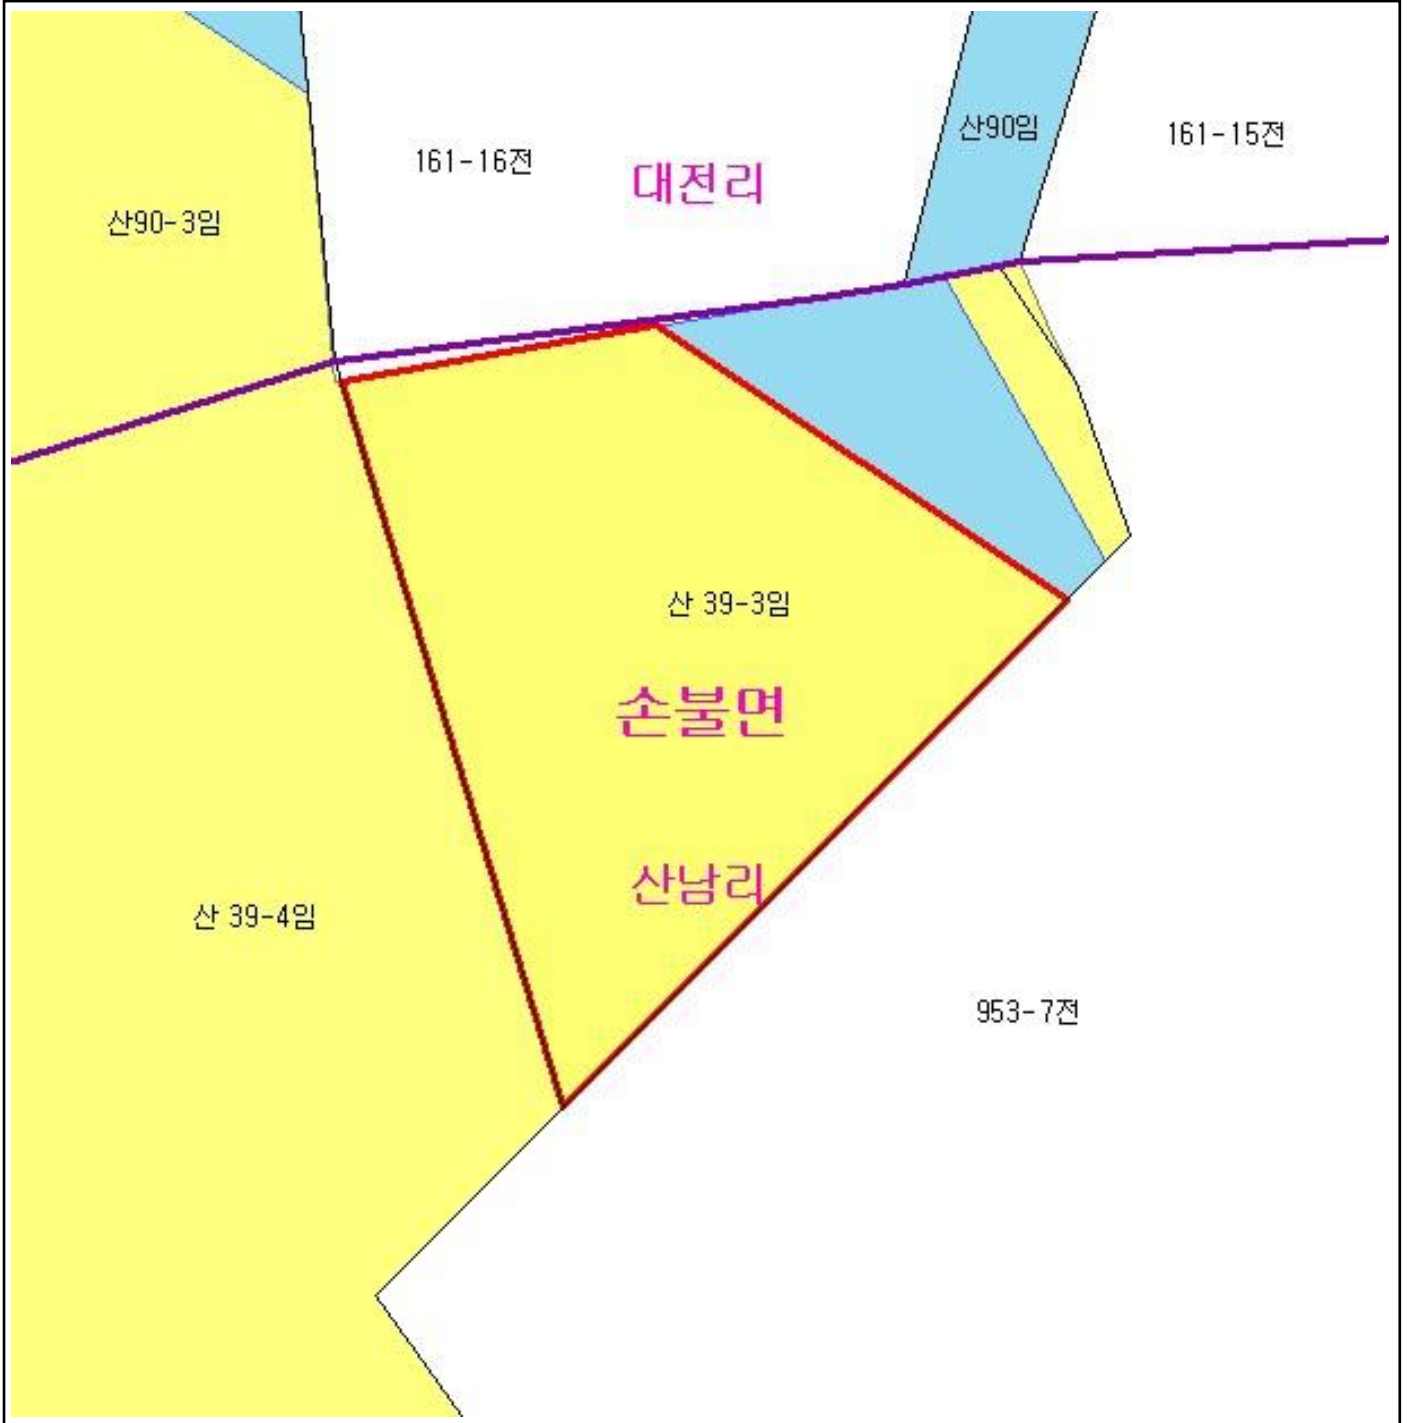 산90임
161-15전
161-16전
대전리
산90-3임
산 39-3임
손불면
산남리
산 39-4임
953-7전